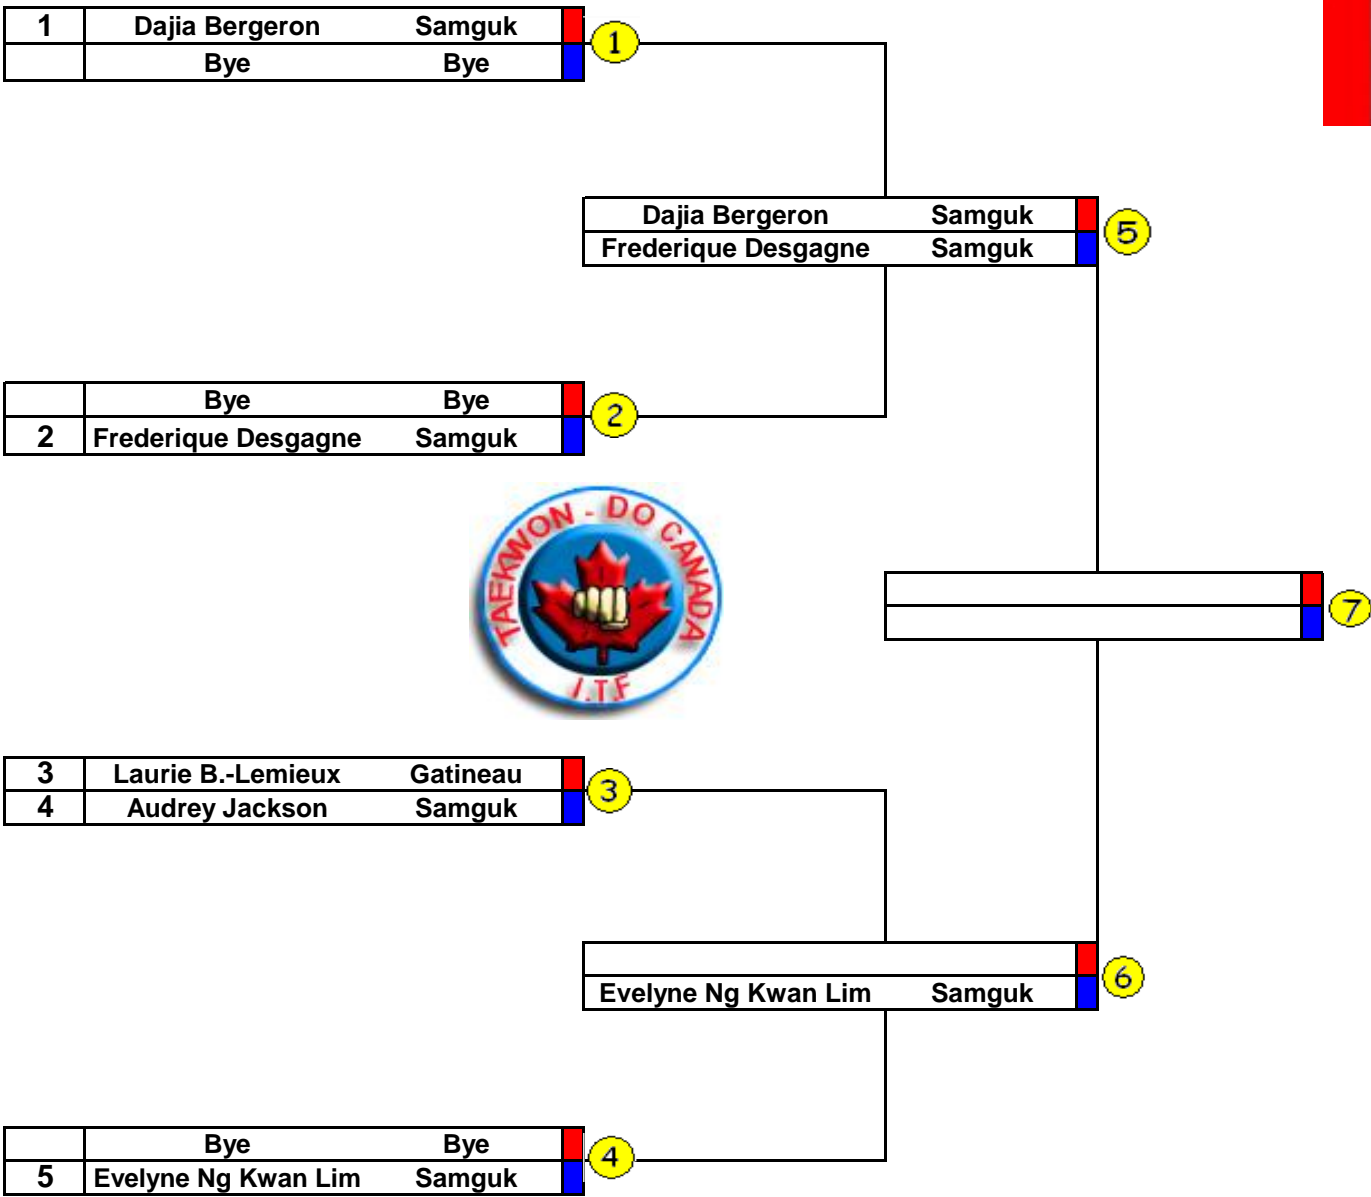 1 Dajia Bergeron Samguk
1
Bye Bye
Dajia Bergeron Samguk
5
Frederique Desgagne Samguk
Bye Bye
2
2 Frederique Desgagne Samguk
TAEKWON - DO CANADA
I.T.F
7
3 Laurie B.-Lemieux Gatineau
3
4 Audrey Jackson Samguk
6
Evelyne Ng Kwan Lim Samguk
Bye Bye
4
5 Evelyne Ng Kwan Lim Samguk